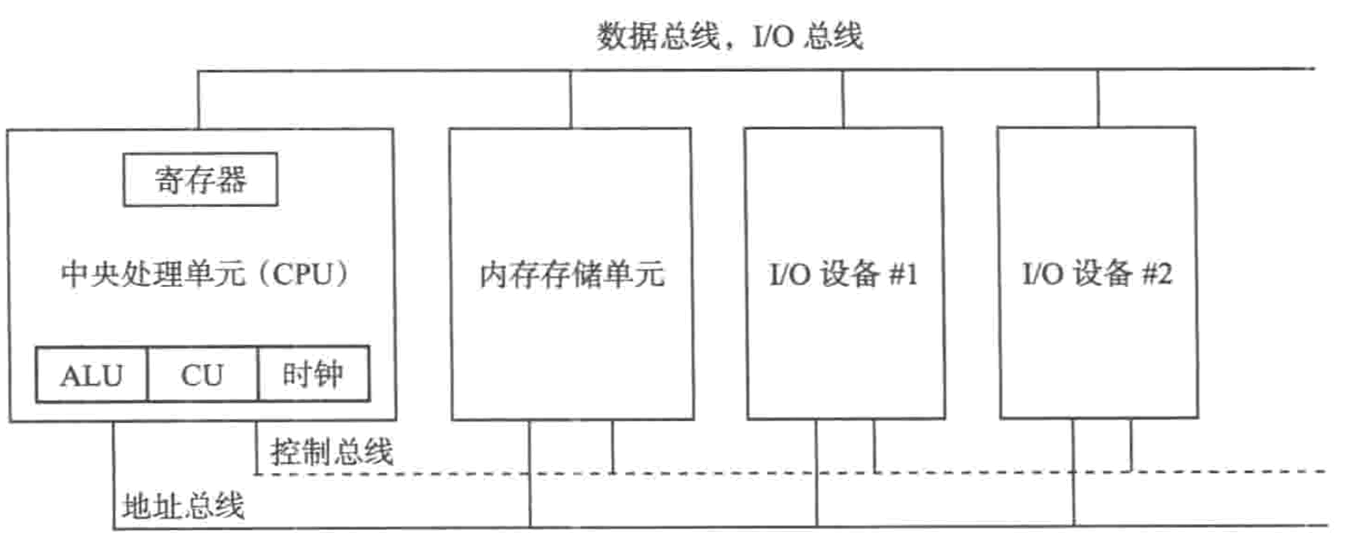 数据总线，I/O 总线
寄存器
中央处理单元（CPU）
内存存储单元
I/O 设备 #1
I/O 设备 #2
ALU
CU
时钟
控制总线
地址总线